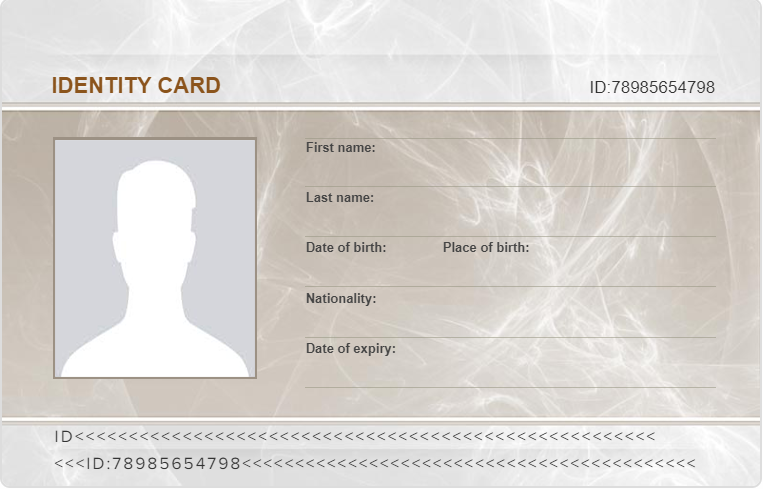 IDENTITY CARD ID:78985654798
First name:
Last name:
Date of birth: Place of birth:
Nationality:
Date of expiry:
ID<<<<<<<<<<<<<<<<<<<<<<<<<<<<<<<<<<<<<<<<<<<<<<<<<<<<<<
<<<ID:78985654798<<<<<<<<<<<<<<<<<<<<<<<<<<<<<<<<<<<<<<<<<<